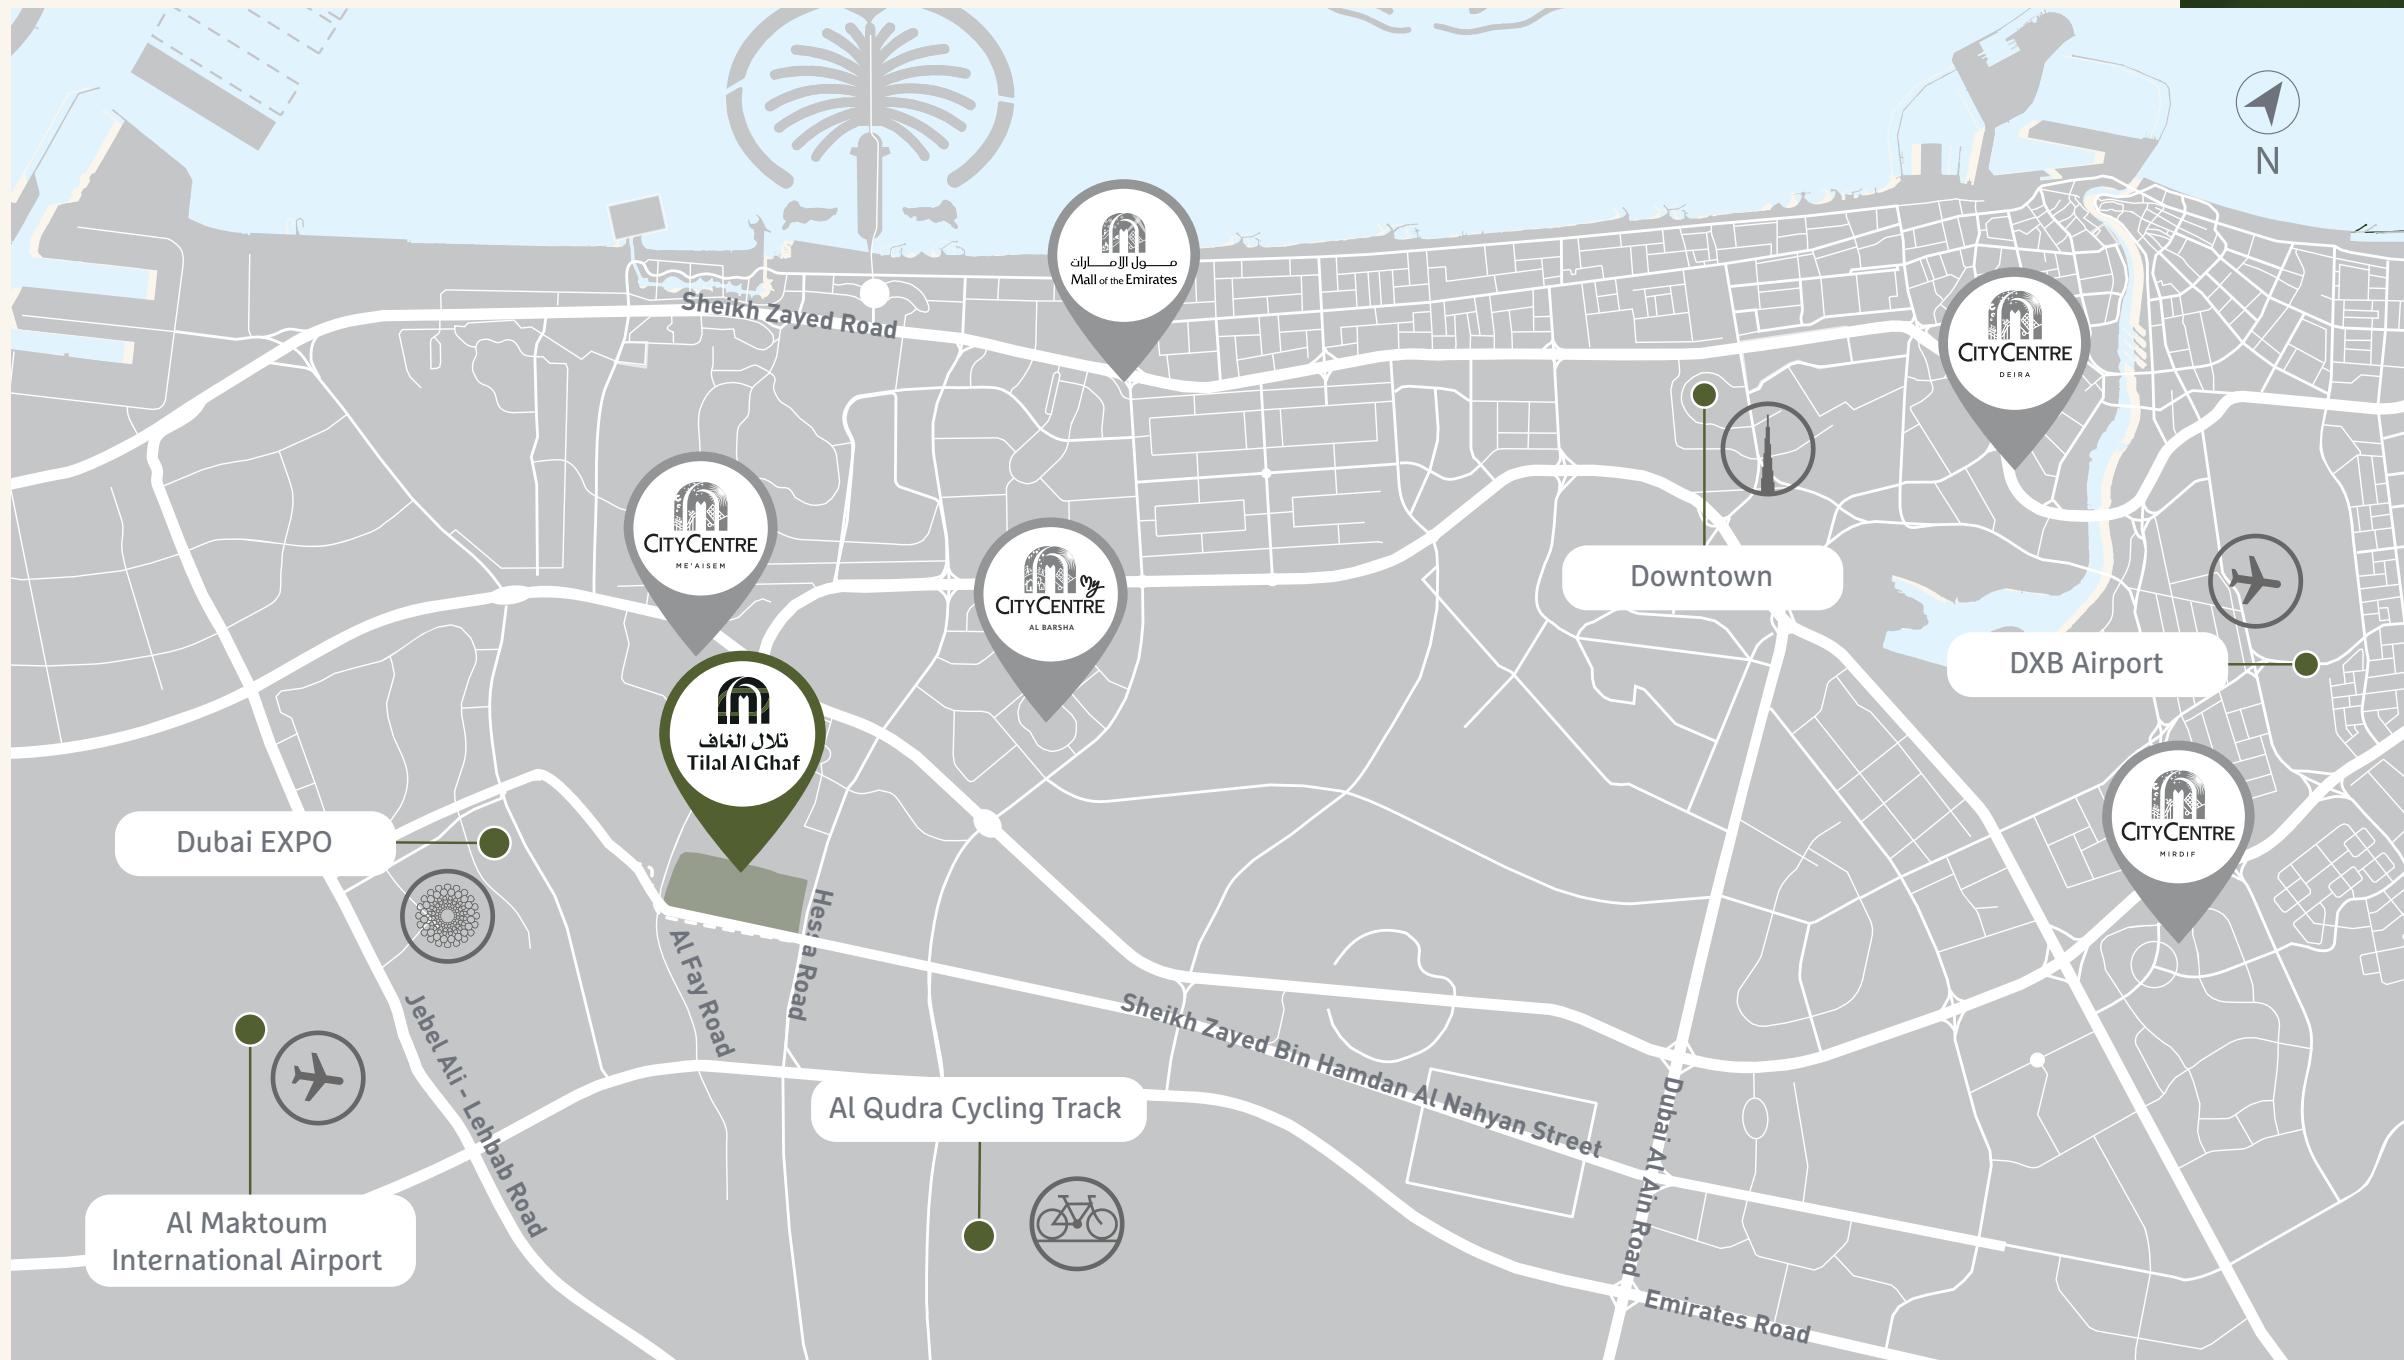 N
مول الإمارات
Mall of the Emirates
Sheikh Zayed Road
CITY CENTRE
DEIRA
CITY CENTRE
ME'AISEM
My
CITY CENTRE
AL BARSHA
Downtown
DXB Airport
تلال الغاف
Tilal Al Ghaf
CITY CENTRE
MIRDIF
Dubai EXPO
Hessa Road
Al Fay Road
Jebel Ali - Lehbab Road
Sheikh Zayed Bin Hamdan Al Nahyan Street
Al Qudra Cycling Track
Dubai Al Ain Road
Al Maktoum
International Airport
Emirates Road